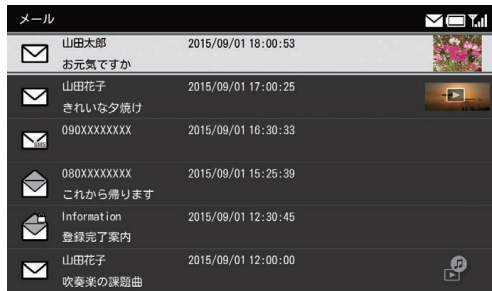 メール
山田太郎 2015/09/01 18:00:53
お元気ですか
山田花子 2015/09/01 17:00:25
きれいな夕焼け
090XXXXXXXX 2015/09/01 16:30:33
SMS
080XXXXXXXX 2015/09/01 15:25:39
これから帰ります
Information 2015/09/01 12:30:45
登録完了案内
山田花子 2015/09/01 12:00:00
吹奏楽の課題曲